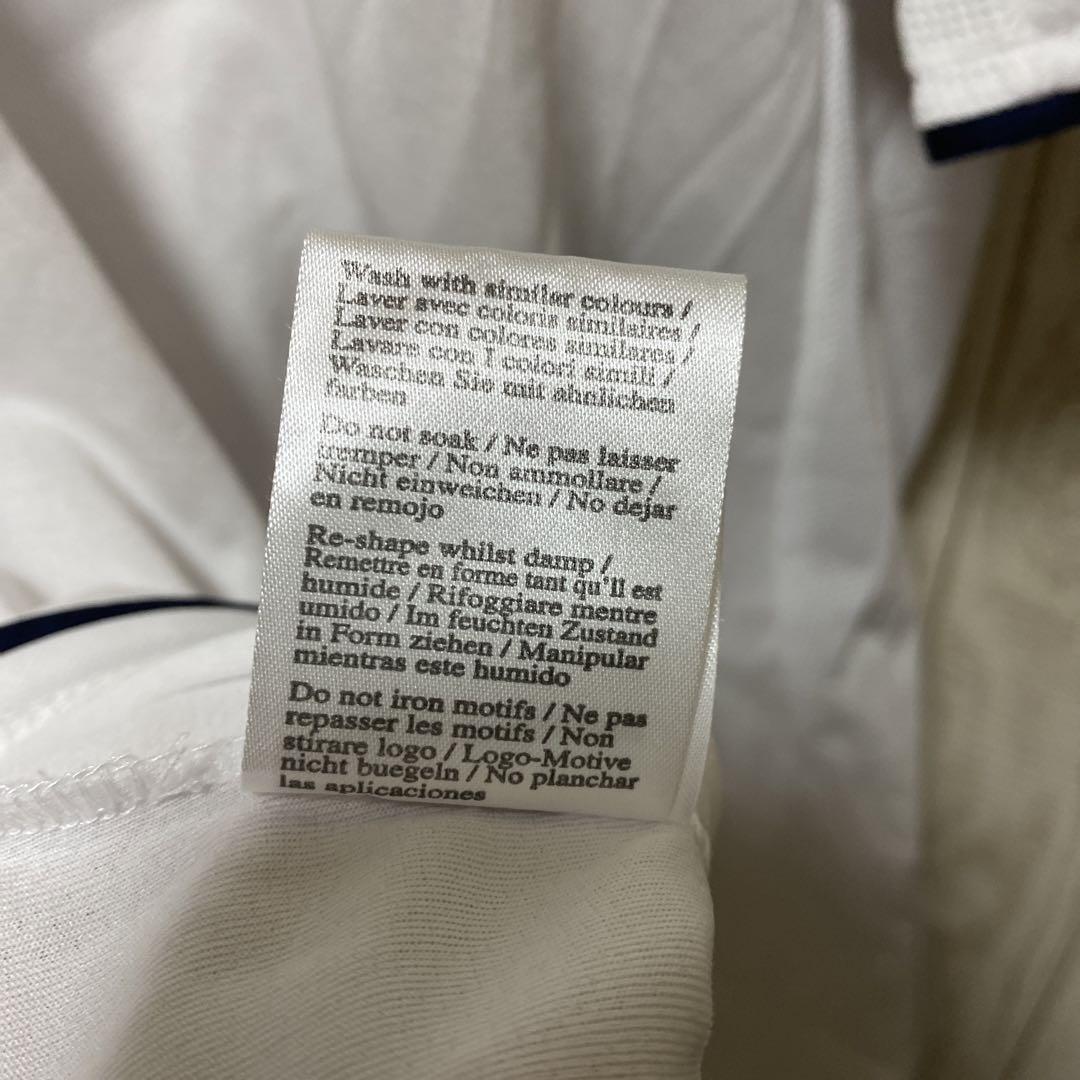 Wash with similar colours /
Laver avec coloris similaires /
Laver con colores similares /
Lavare con I colori simili /
Waschen Sie mit ahnlichen
farben
Do not soak / Ne pas laisser
tremper / Non ammollare /
Nicht einweichen / No dejar
en remojo
Re-shape whilst damp /
Remettre en forme tant qu'll est
humide / Rifoggiare mentre
umido / Im feuchten Zustand
in Form ziehen / Manipular
mientras este humido
Do not iron motifs / Ne pas
repasser les motifs / Non
stirare logo / Logo-Motive
nicht buegeln / No planchar
las aplicaciones